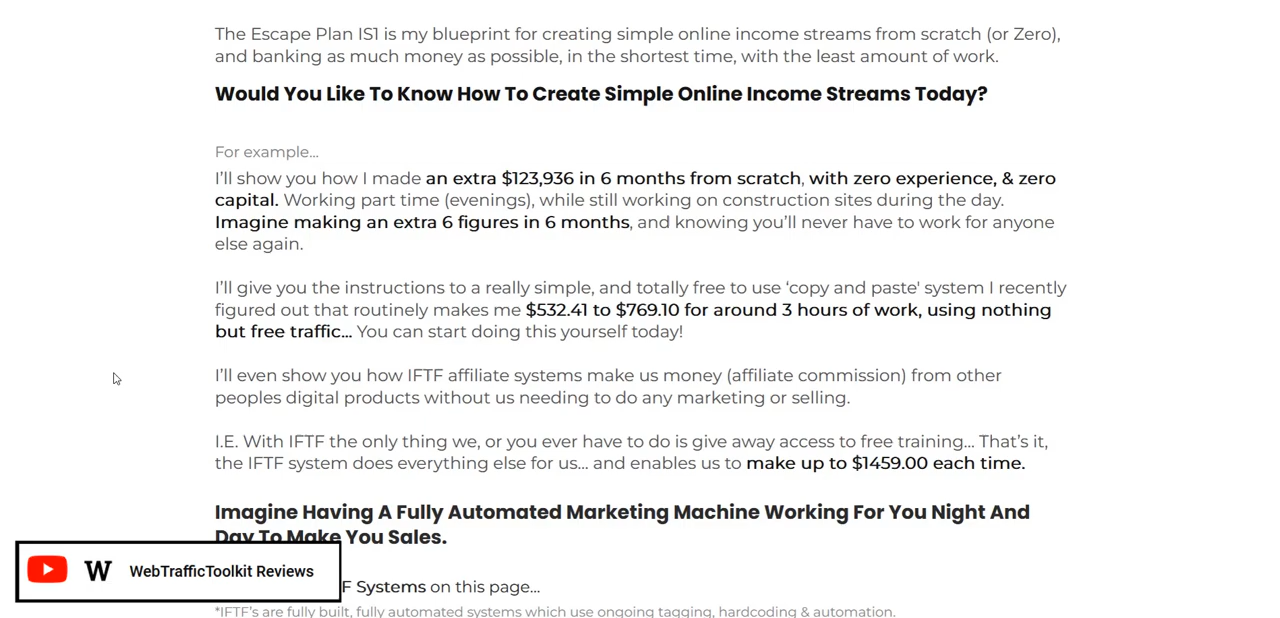 The Escape Plan IS1 is my blueprint for creating simple online income streams from scratch (or Zero),
and banking as much money as possible, in the shortest time, with the least amount of work.
Would You Like To Know How To Create Simple Online Income Streams Today?
For example...
I'll show you how I made an extra $123,936 in 6 months from scratch, with zero experience, & zero
capital. Working part time (evenings), while still working on construction sites during the day.
Imagine making an extra 6 figures in 6 months, and knowing you'll never have to work for anyone
else again.
I'll give you the instructions to a really simple, and totally free to use ‘copy and paste' system I recently
figured out that routinely makes me $532.41 to $769.10 for around 3 hours of work, using nothing
but free traffic... You can start doing this yourself today!
I'll even show you how IFTF affiliate systems make us money (affiliate commission) from other
peoples digital products without us needing to do any marketing or selling.
I.E. With IFTF the only thing we, or you ever have to do is give away access to free training... That's it,
the IFTF system does everything else for us... and enables us to make up to $1459.00 each time.
Imagine Having A Fully Automated Marketing Machine Working For You Night And
Day To Make You Sales.
W WebTrafficToolkit Reviews
F Systems on this page...
*IFTF's are fully built, fully automated systems which use ongoing tagging, hardcoding & automation.